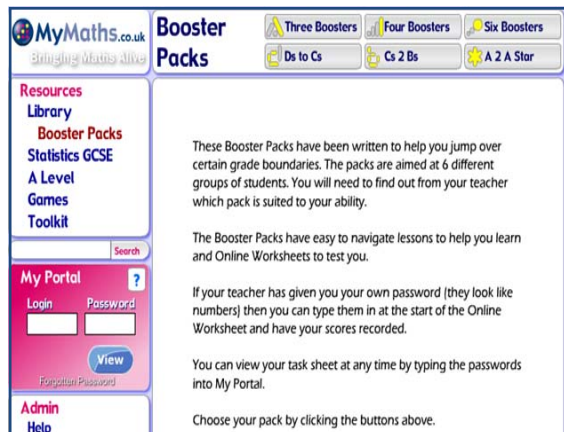 MyMaths.co.uk
Bringing Maths Alive
Booster
Packs
Three Boosters
Four Boosters
Six Boosters
Ds to Cs
Cs 2 Bs
A 2 A Star
Resources
Library
Booster Packs
Statistics GCSE
A Level
Games
Toolkit
Search
My Portal
?
Login Password
View
Forgotten Password
Admin
Help
These Booster Packs have been written to help you jump over
certain grade boundaries. The packs are aimed at 6 different
groups of students. You will need to find out from your teacher
which pack is suited to your ability.
The Booster Packs have easy to navigate lessons to help you learn
and Online Worksheets to test you.
If your teacher has given you your own password (they look like
numbers) then you can type them in at the start of the Online
Worksheet and have your scores recorded.
You can view your task sheet at any time by typing the passwords
into My Portal.
Choose your pack by clicking the buttons above.